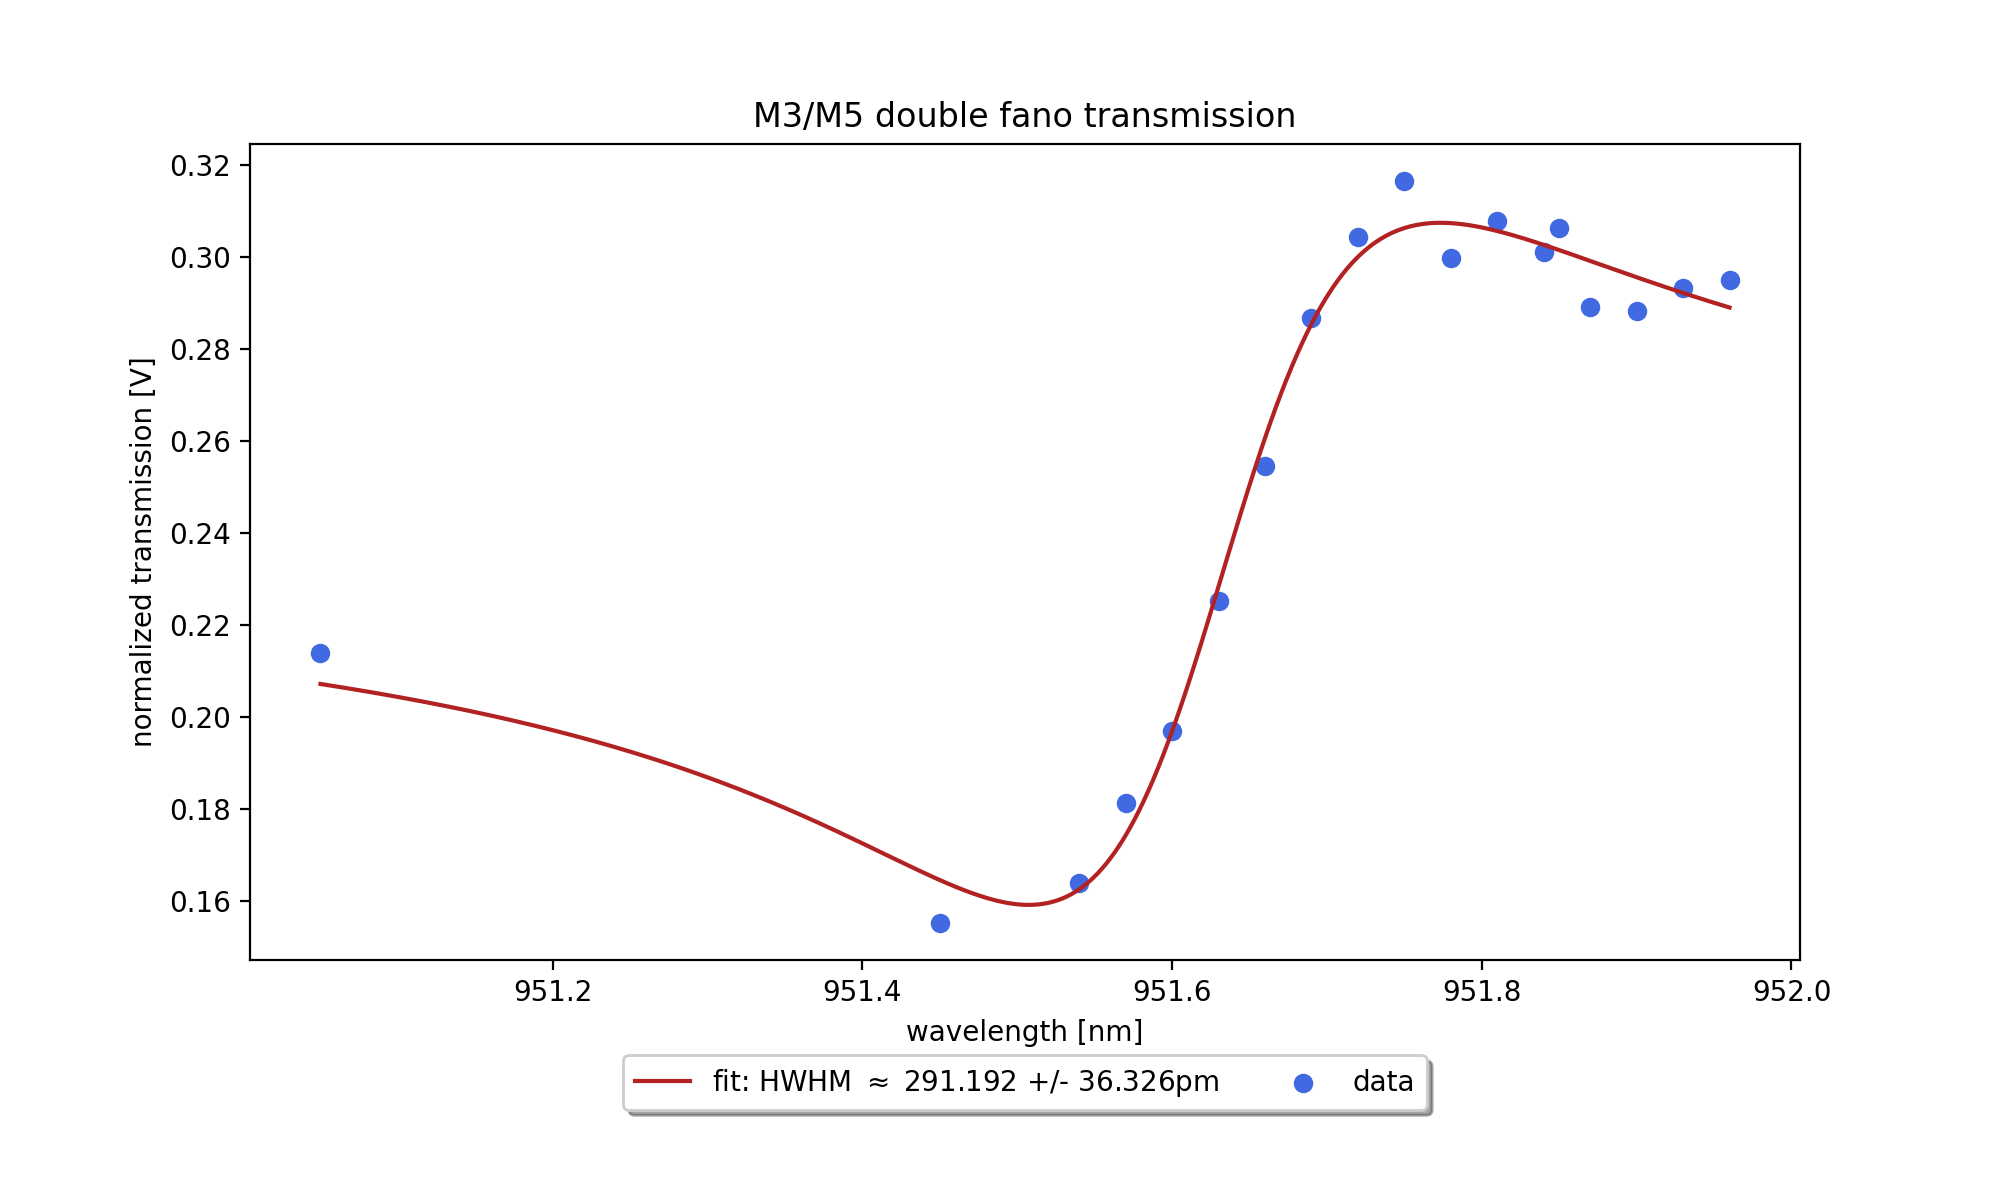 M3/M5 double fano transmission
normalized transmission [V]
0.32
0.30
0.28
0.26
0.24
0.22
0.20
0.18
0.16
951.2 951.4 951.6 951.8 952.0
wavelength [nm]
fit: HWHM ≈ 291.192 +/- 36.326pm data